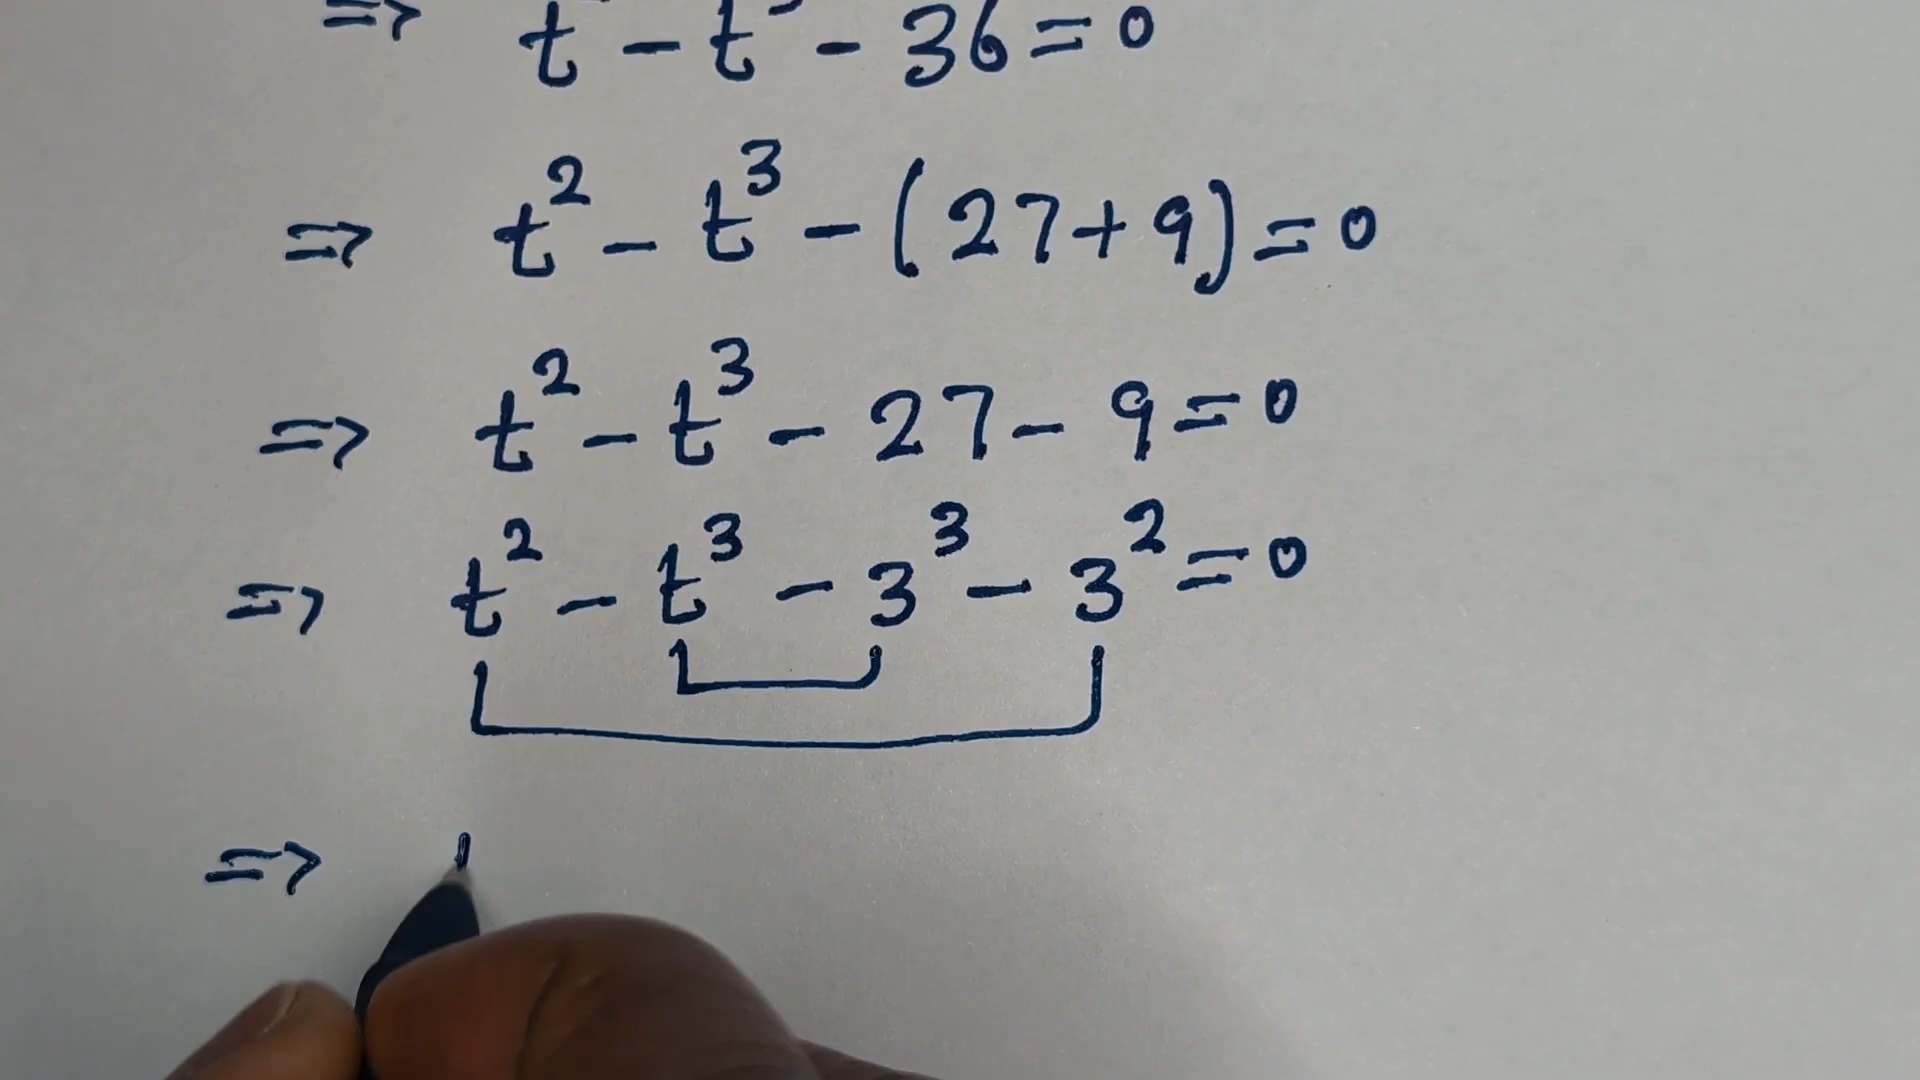 => t² - t³ - 36 = 0
=> t² - t³ - (27 + 9) = 0
=> t² - t³ - 27 - 9 = 0
=> t² - t³ - 3³ - 3² = 0
=>